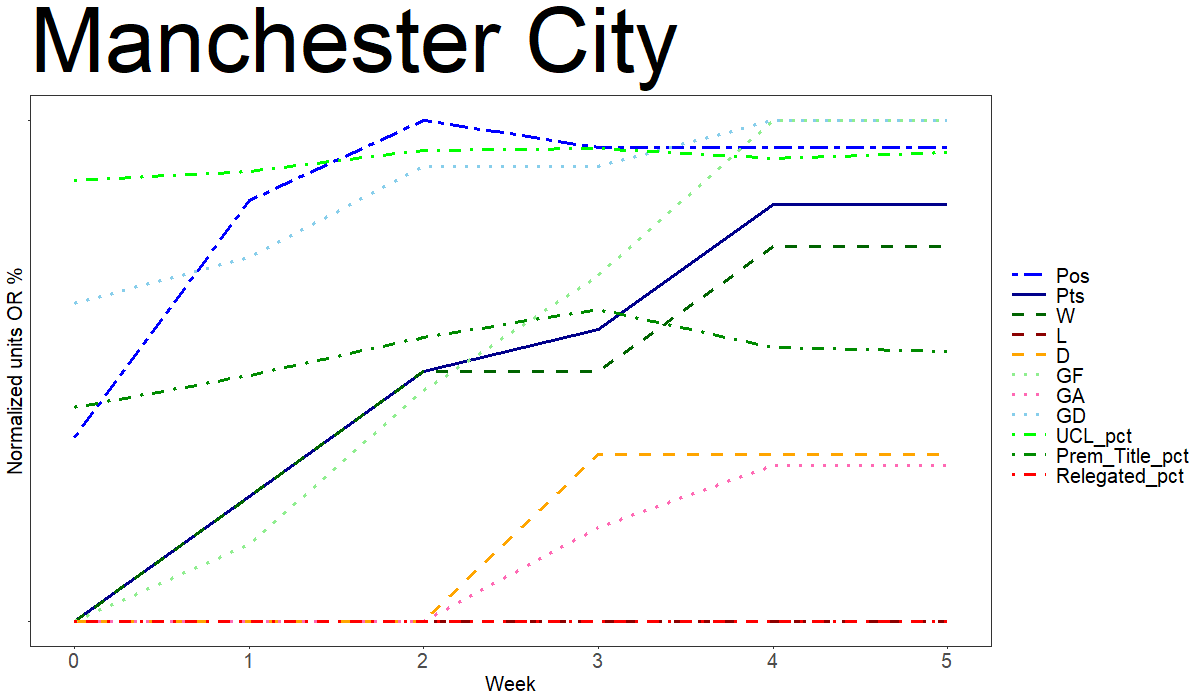 Manchester City
Normalized units OR %
0 1 2 3 4 5
Week
Pos
Pts
W
L
D
GF
GA
GD
UCL_pct
Prem_Title_pct
Relegated_pct